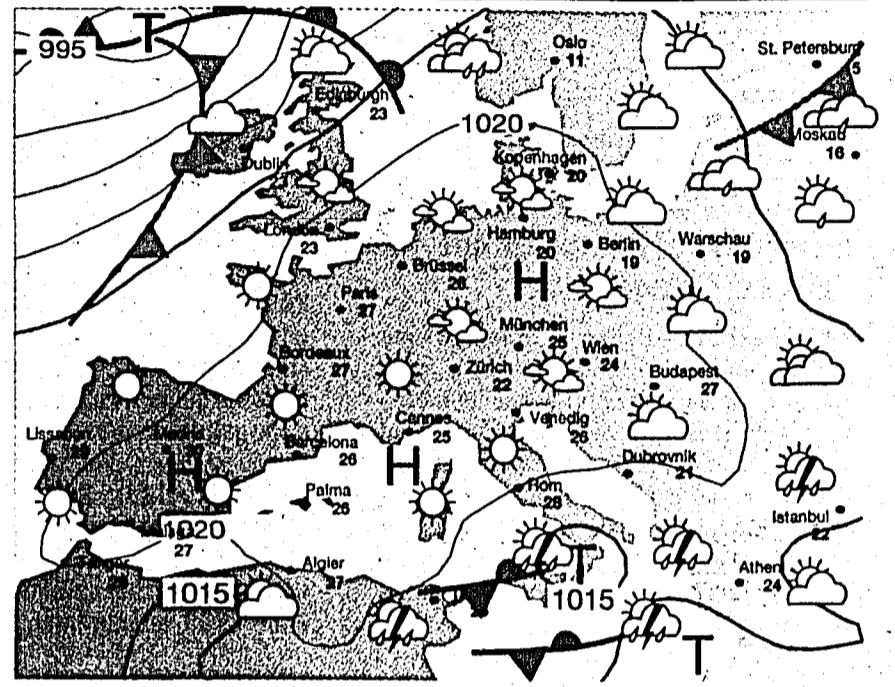 T
995
Oslo
11
St. Petersburg
5
Edinburgh
23
1020
Moskau
16
Dublin
Kopenhagen
20
London
23
Hamburg
20
Berlin
19
Warschau
19
Brüssel
26
H
Paris
27
München
25
Wien
24
Bordeaux
27
Zürich
22
Budapest
27
Lissabon
Madrid
Cannes
25
Venedig
26
Barcelona
26
H
H
Dubrovnik
21
Palma
26
Rom
28
Istanbul
22
1020
27
Algier
27
T
Athen
24
1015
1015
T